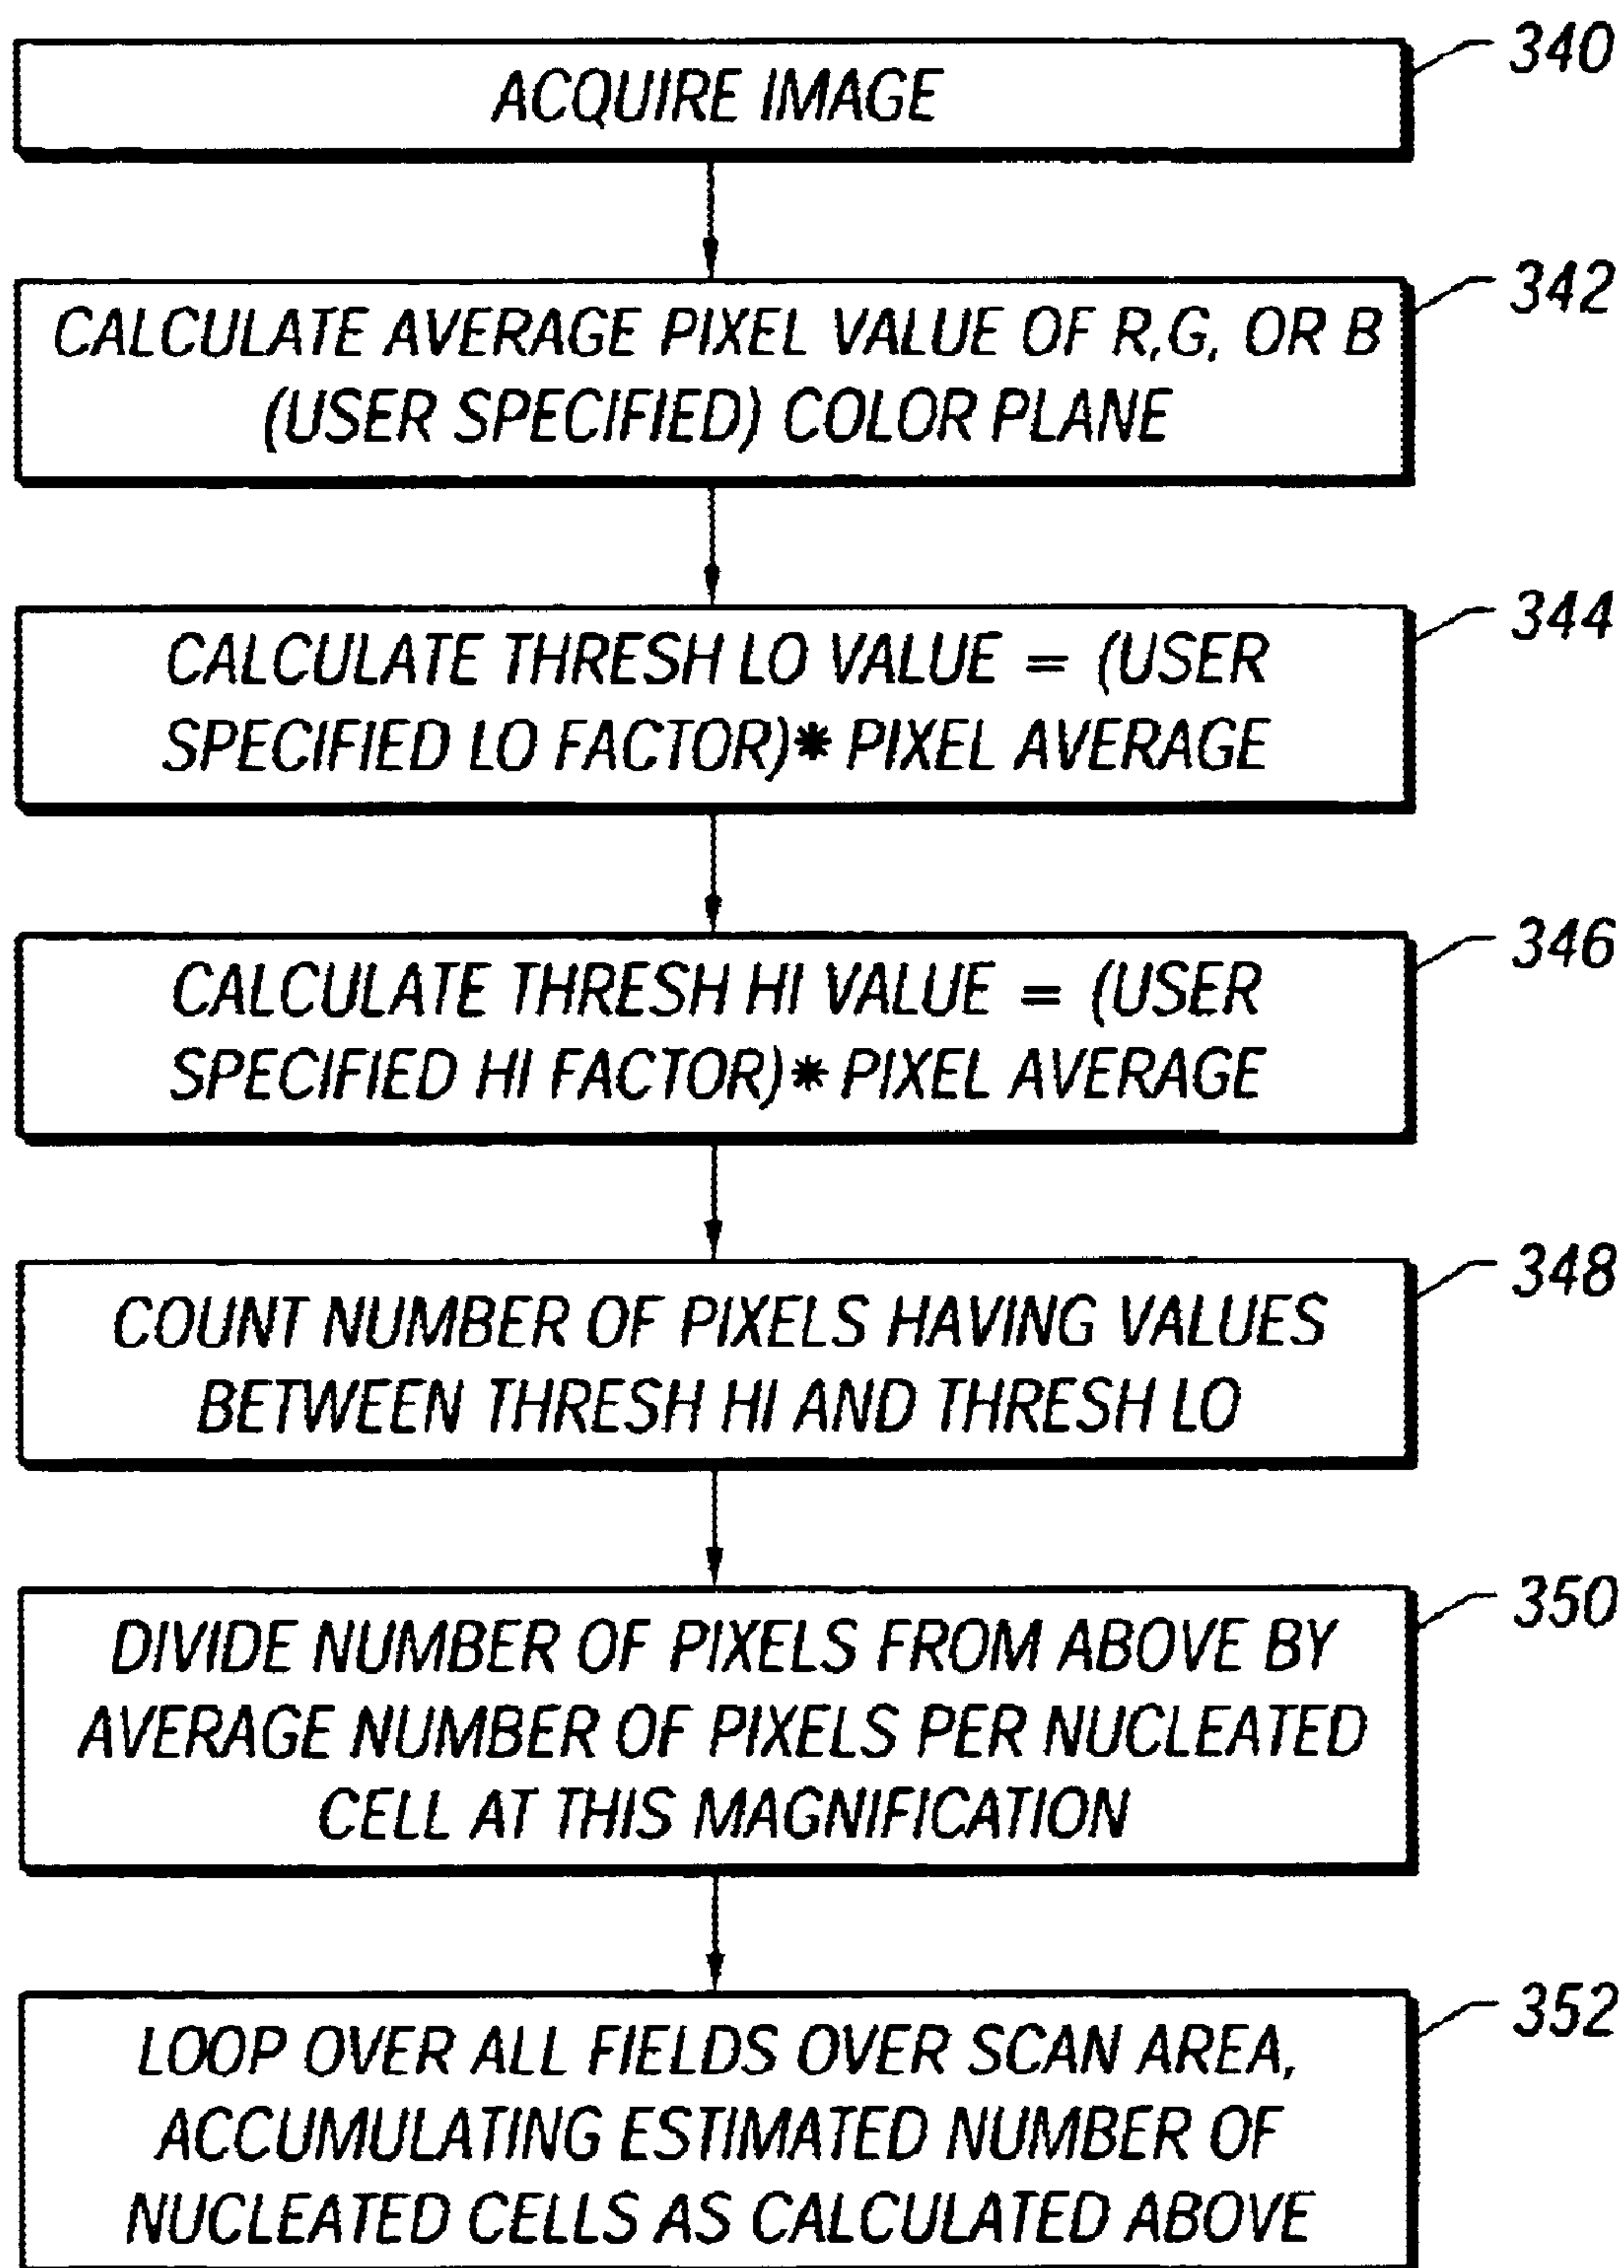 340
ACQUIRE IMAGE
342
CALCULATE AVERAGE PIXEL VALUE OF R,G, OR B
(USER SPECIFIED) COLOR PLANE
344
CALCULATE THRESH LO VALUE = (USER
SPECIFIED LO FACTOR)* PIXEL AVERAGE
346
CALCULATE THRESH HI VALUE = (USER
SPECIFIED HI FACTOR)* PIXEL AVERAGE
348
COUNT NUMBER OF PIXELS HAVING VALUES
BETWEEN THRESH HI AND THRESH LO
350
DIVIDE NUMBER OF PIXELS FROM ABOVE BY
AVERAGE NUMBER OF PIXELS PER NUCLEATED
CELL AT THIS MAGNIFICATION
352
LOOP OVER ALL FIELDS OVER SCAN AREA,
ACCUMULATING ESTIMATED NUMBER OF
NUCLEATED CELLS AS CALCULATED ABOVE